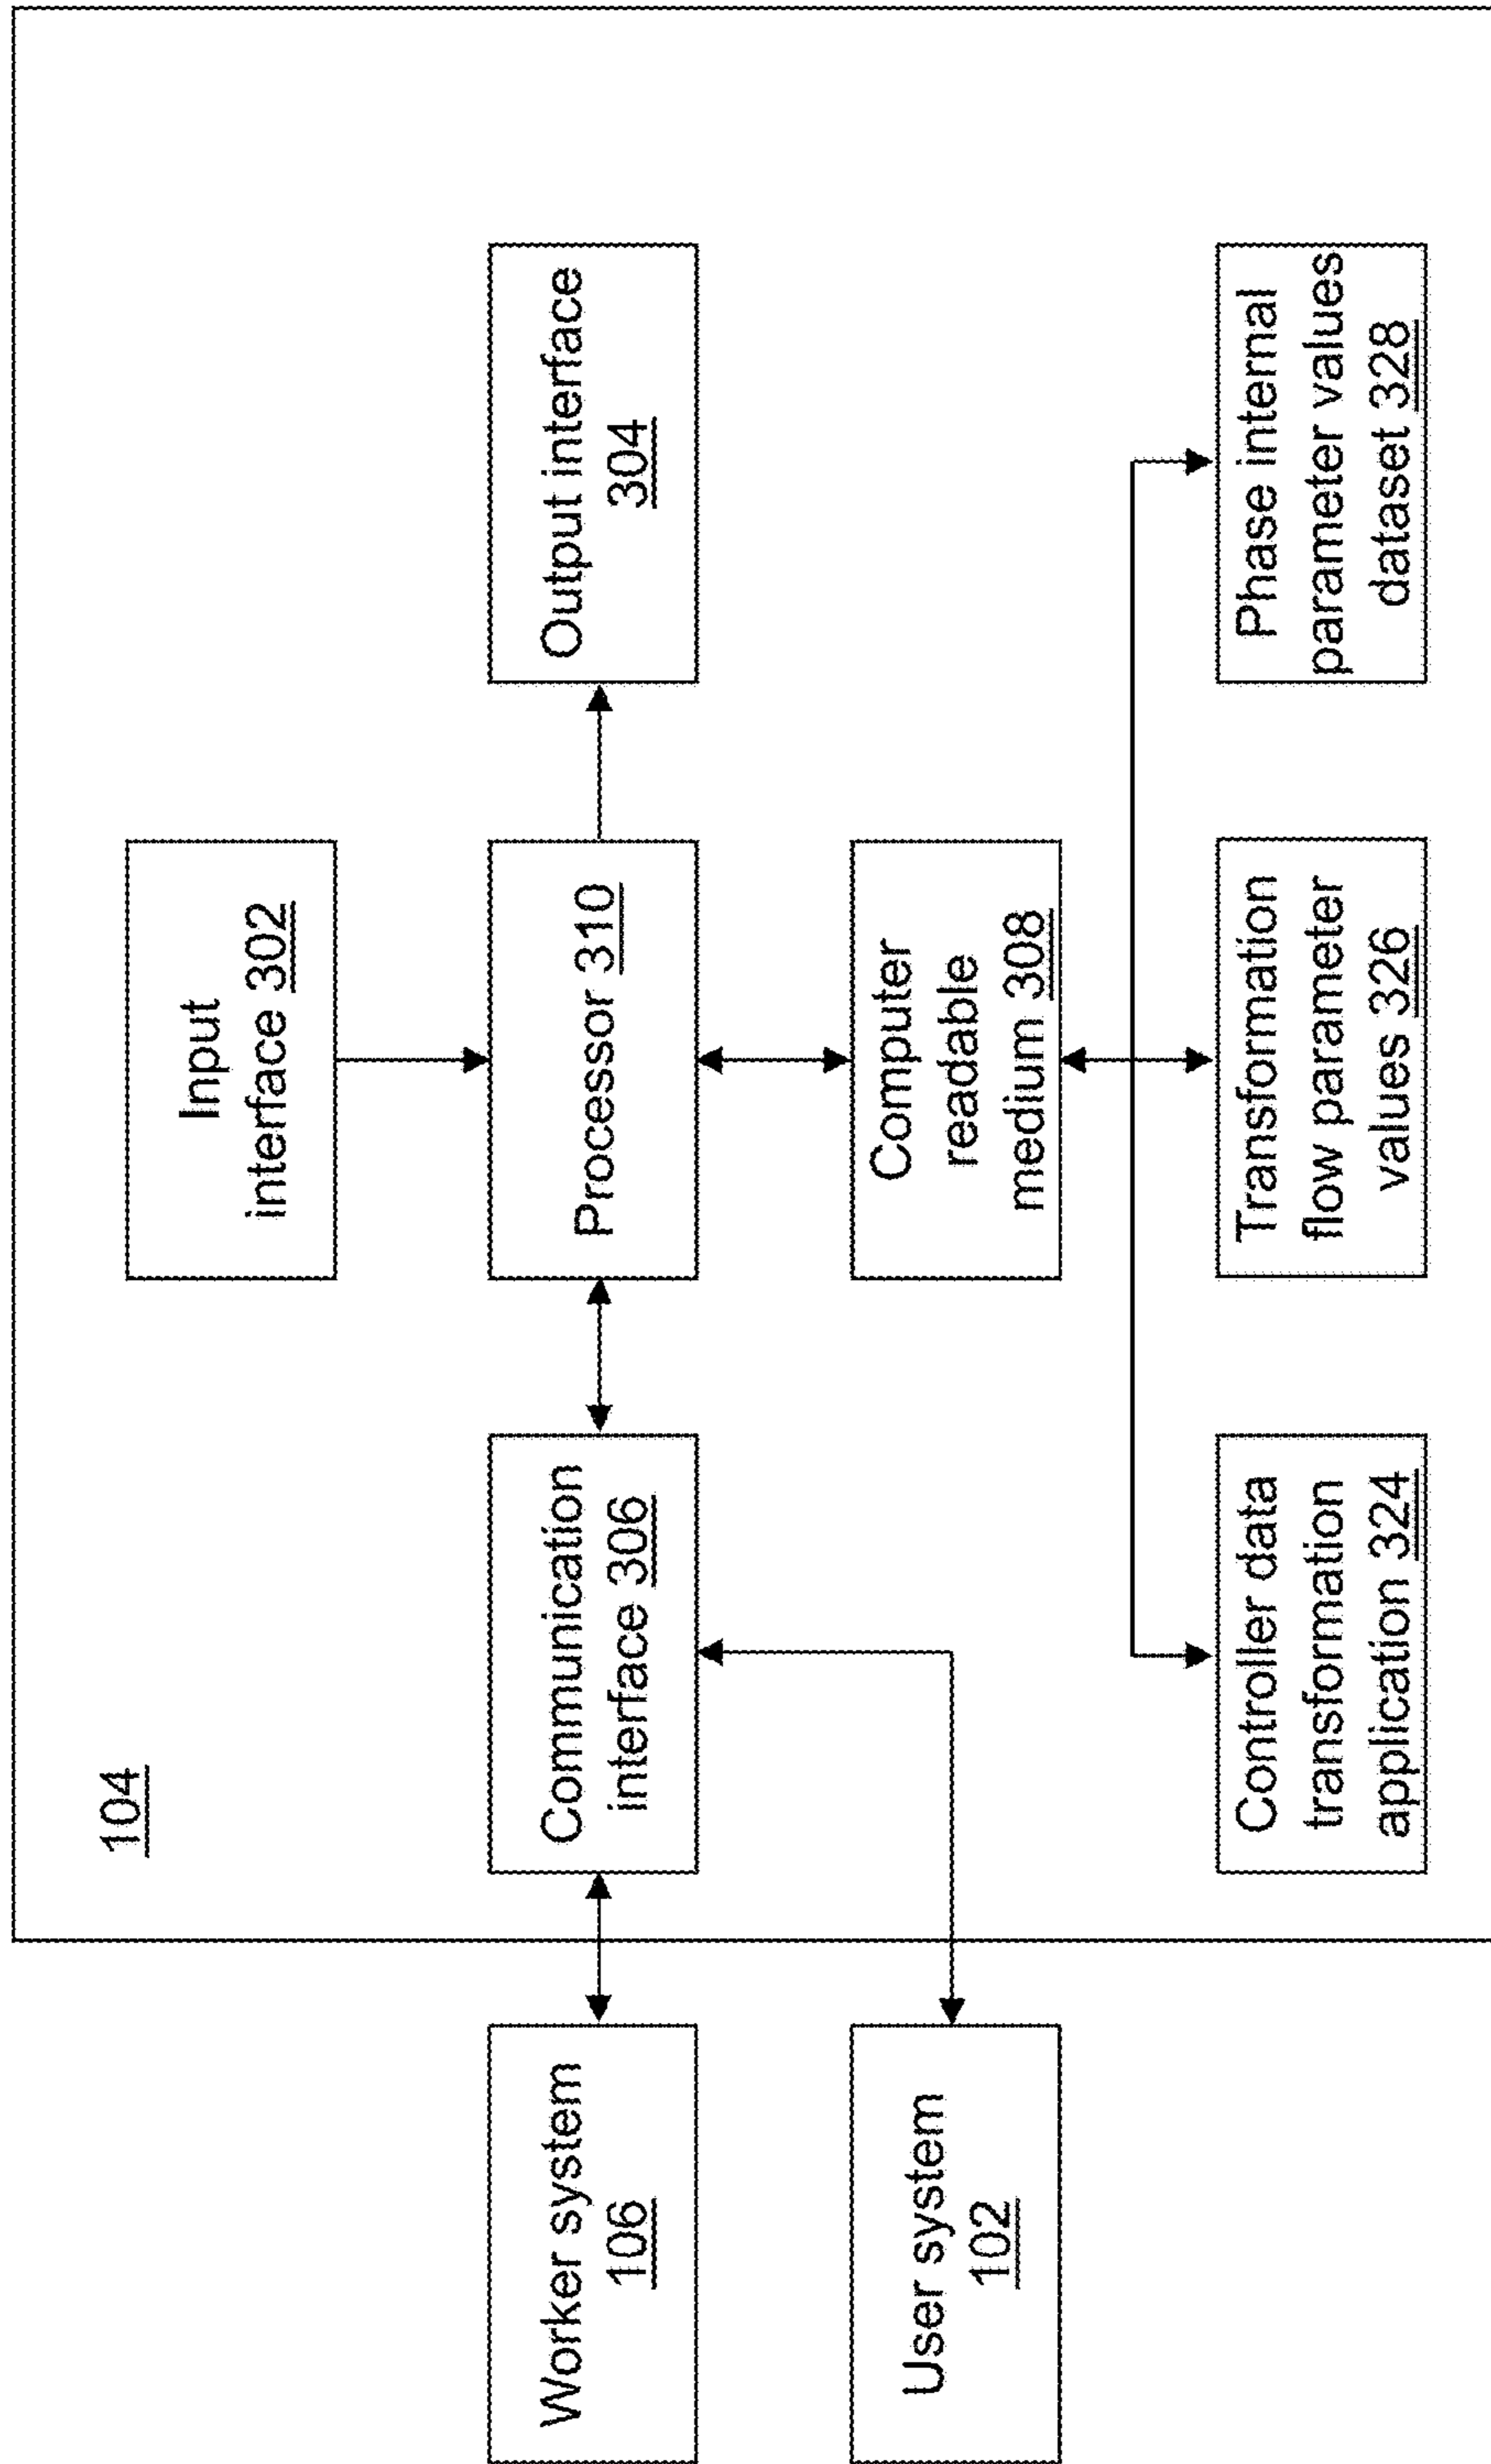 104
Input
interface 302
Worker system
106
Communication
interface 306
Processor 310
Output interface
304
User system
102
Computer
readable
medium 308
Controller data
transformation
application 324
Transformation
flow parameter
values 326
Phase internal
parameter values
dataset 328